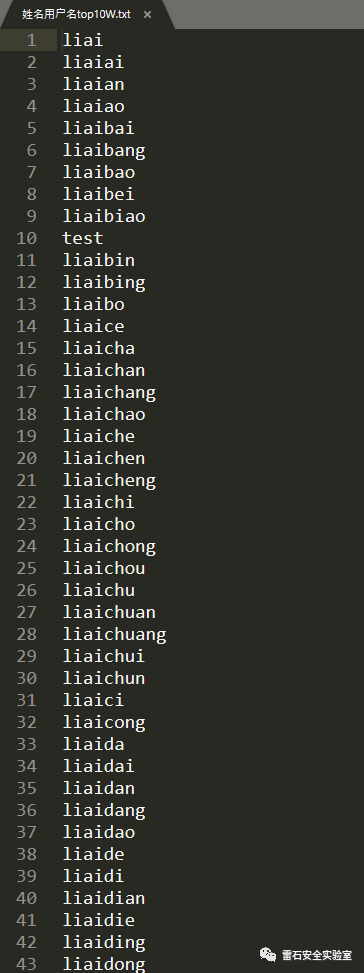 姓名用户名top10W.txt ×
1 liai
2 liaiai
3 liaian
4 liaiao
5 liaibai
6 liaibang
7 liaibao
8 liaibei
9 liaibiao
10 test
11 liaibin
12 liaibing
13 liaibo
14 liaice
15 liaicha
16 liaichan
17 liaichang
18 liaichao
19 liaiche
20 liaichen
21 liaicheng
22 liaichi
23 liaicho
24 liaichong
25 liaichou
26 liaichu
27 liaichuan
28 liaichuang
29 liaichui
30 liaichun
31 liaici
32 liaicong
33 liaida
34 liaidai
35 liaidan
36 liaidang
37 liaidao
38 liaide
39 liaidi
40 liaidian
41 liaidie
42 liaiding
43 liaidong
雷石安全实验室